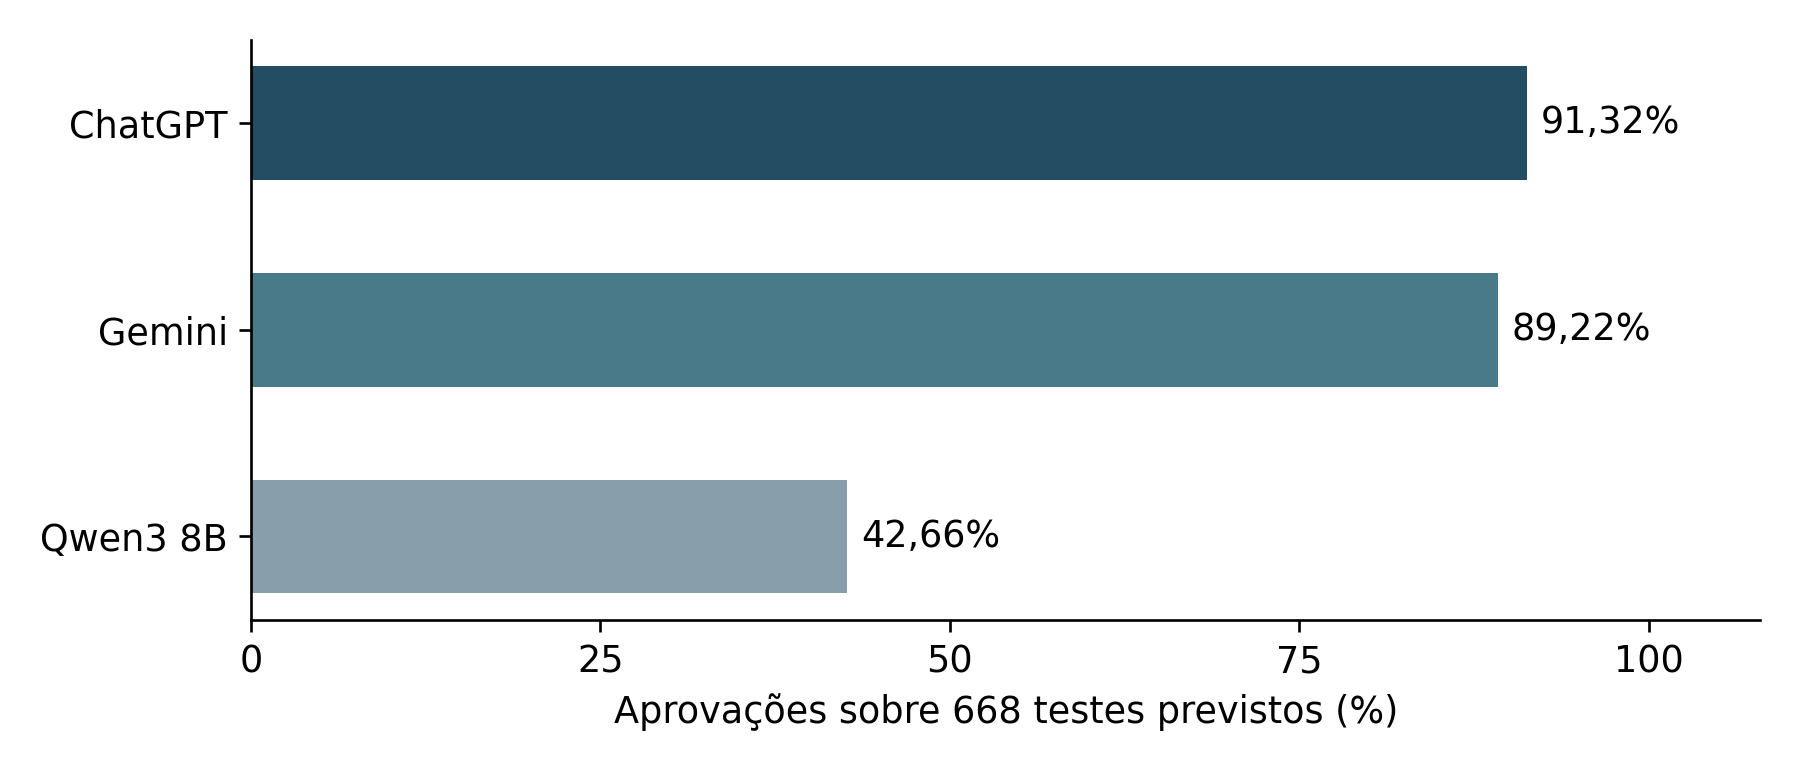 ChatGPT
91,32%
Gemini
89,22%
Qwen3 8B
42,66%
0 25 50 75 100
Aprovações sobre 668 testes previstos (%)